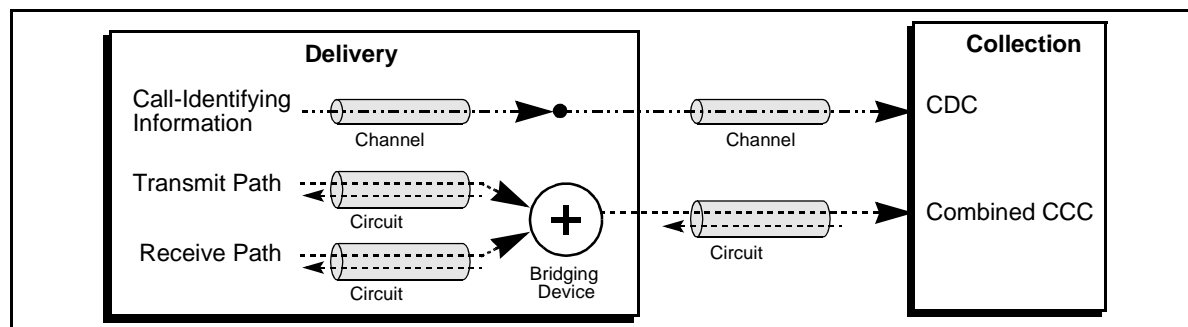 Delivery
Collection
Call-Identifying
Information
Channel
Channel
CDC
Transmit Path
Circuit
+
Combined CCC
Receive Path
Circuit
Bridging
Device
Circuit